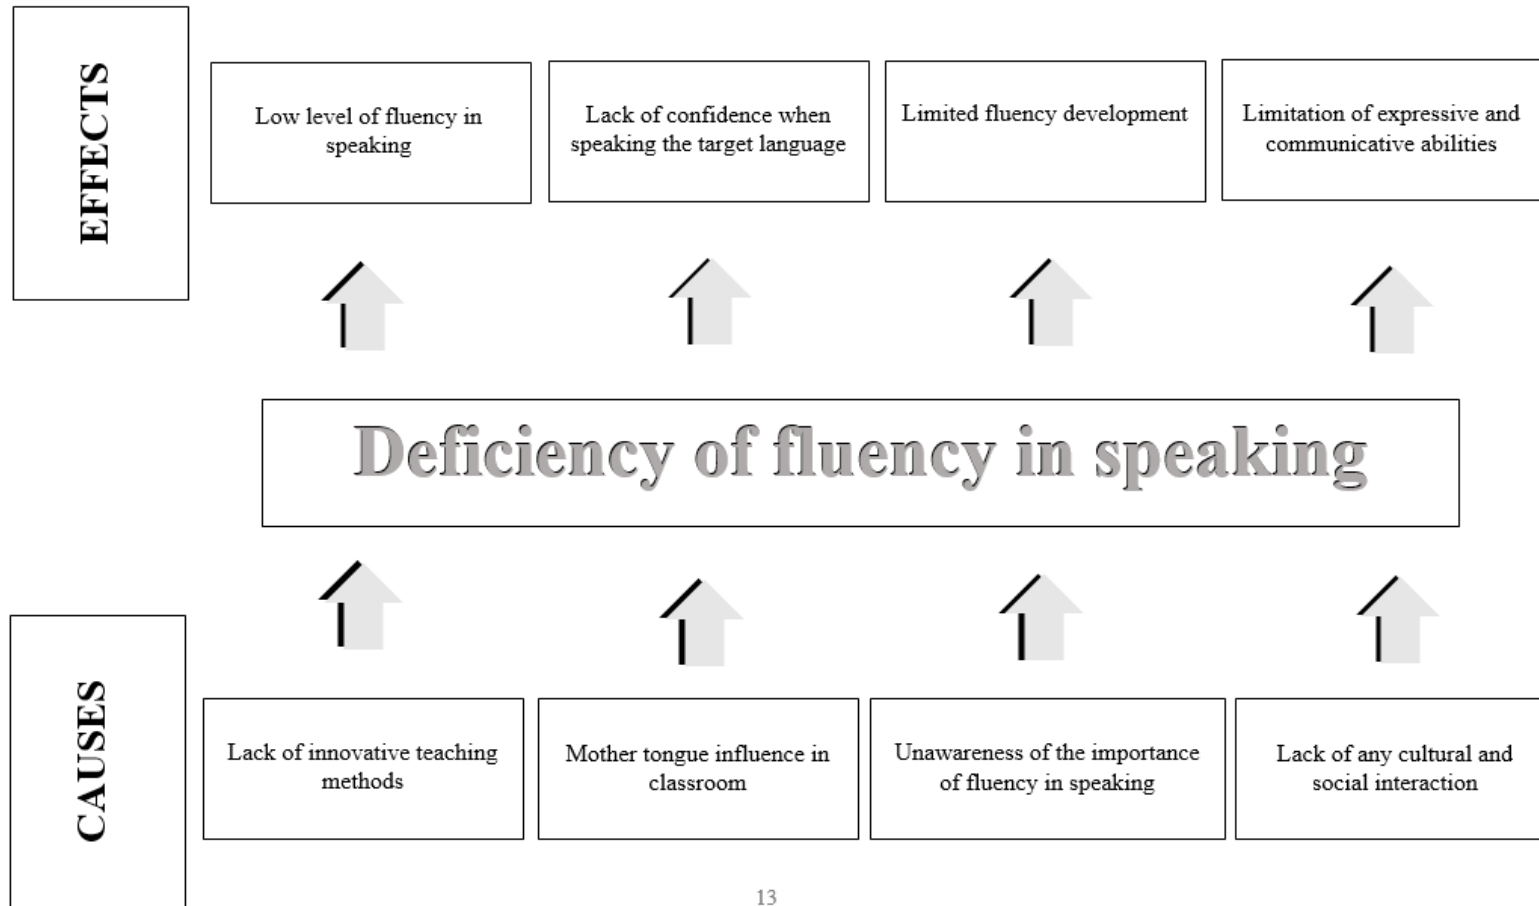 EFFECTS
Low level of fluency in
speaking
Lack of confidence when
speaking the target language
Limited fluency development
Limitation of expressive and
communicative abilities
Deficiency of fluency in speaking
CAUSES
Lack of innovative teaching
methods
Mother tongue influence in
classroom
Unawareness of the importance
of fluency in speaking
Lack of any cultural and
social interaction
13